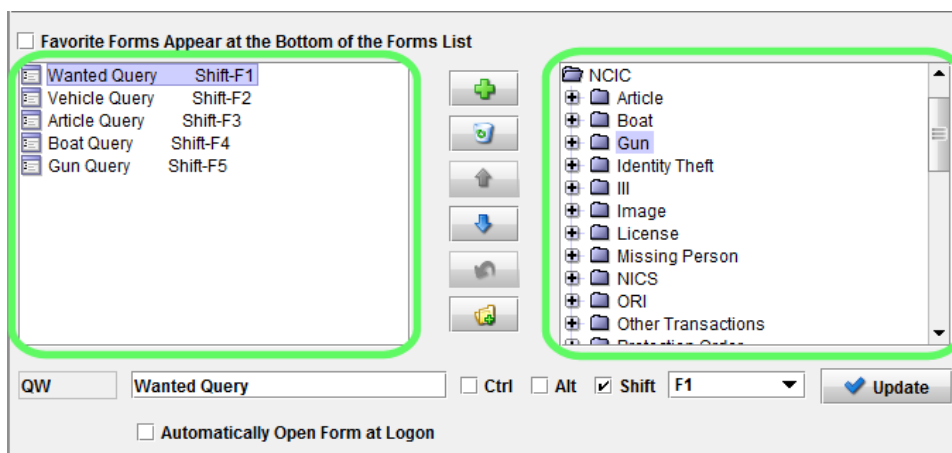 Favorite Forms Appear at the Bottom of the Forms List
Wanted Query Shift-F1
Vehicle Query Shift-F2
Article Query Shift-F3
Boat Query Shift-F4
Gun Query Shift-F5
NCIC
Article
Boat
Gun
Identity Theft
III
Image
License
Missing Person
NICS
ORI
Other Transactions
Protection Order
QW Wanted Query Ctrl Alt Shift F1 Update
Automatically Open Form at Logon